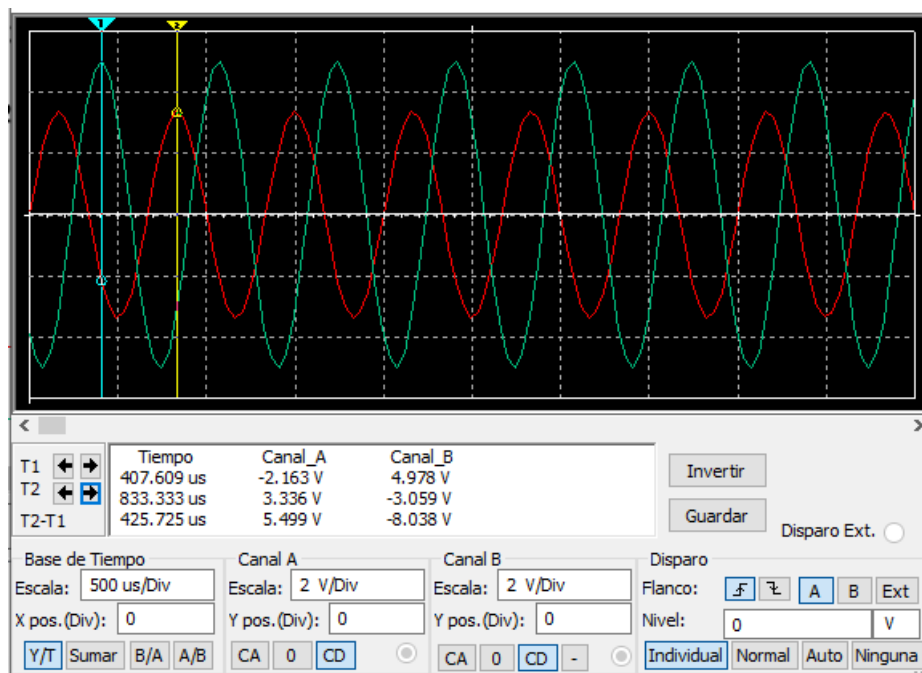 1 2
Tiempo Canal_A Canal_B
T1 407.609 us -2.163 V 4.978 V
T2 833.333 us 3.336 V -3.059 V
T2-T1 425.725 us 5.499 V -8.038 V
Invertir
Guardar
Disparo Ext.
Base de Tiempo Canal A Canal B Disparo
Escala: 500 us/Div Escala: 2 V/Div Escala: 2 V/Div Flanco: A B Ext
X pos.(Div): 0 Y pos.(Div): 0 Y pos.(Div): 0 Nivel: 0 V
Y/T Sumar B/A A/B CA 0 CD CA 0 CD - Individual Normal Auto Ninguna